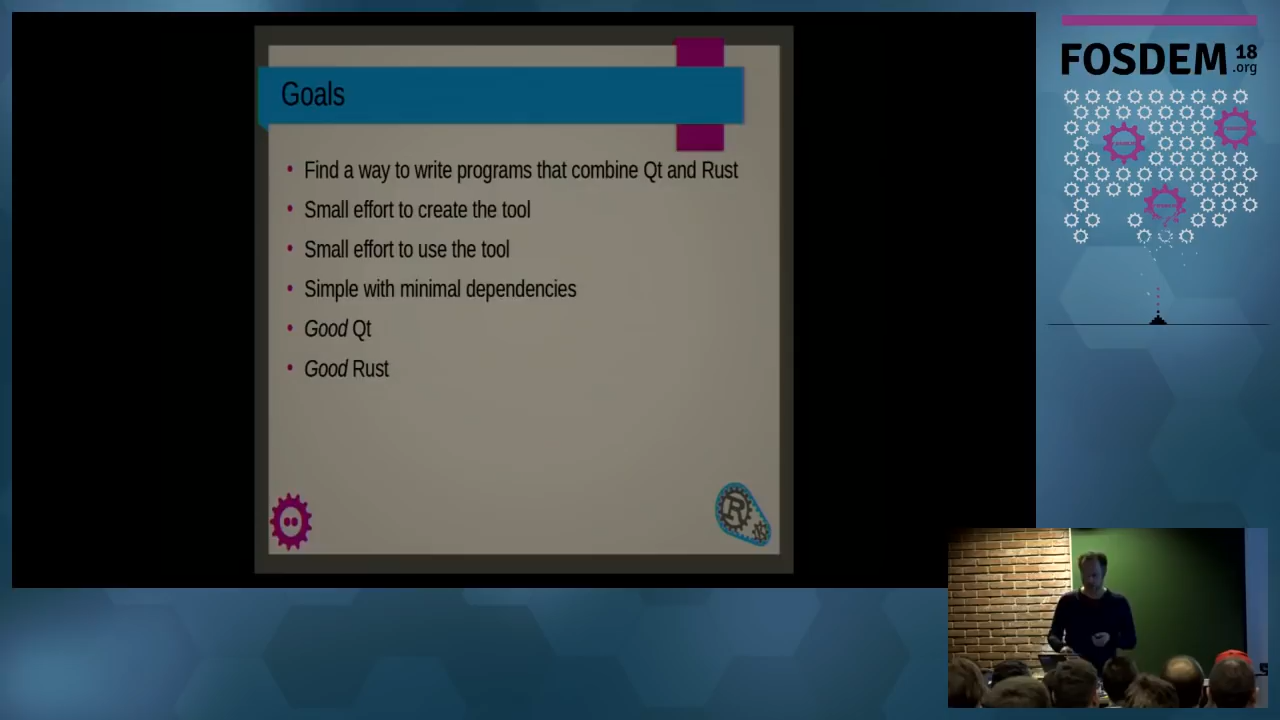 Goals
• Find a way to write programs that combine Qt and Rust
• Small effort to create the tool
• Small effort to use the tool
• Simple with minimal dependencies
• Good Qt
• Good Rust
R
FOSDEM 18
.org